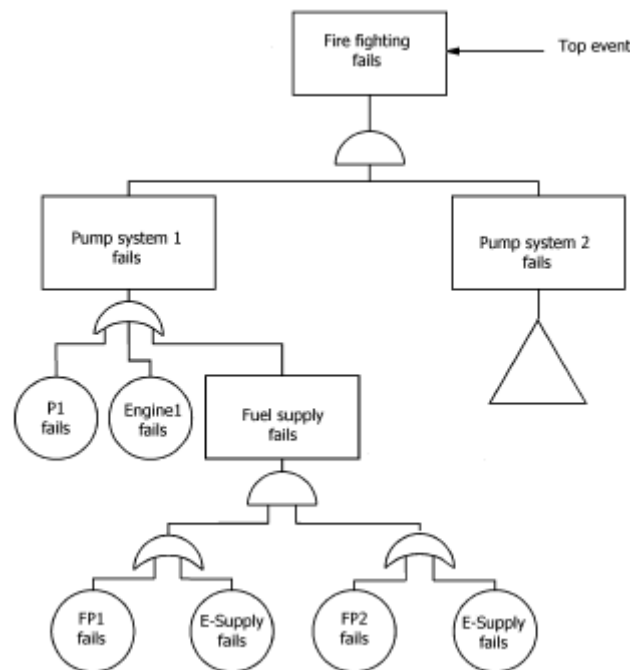 Fire fighting
fails
Top event
Pump system 1
fails
Pump system 2
fails
P1
fails
Engine1
fails
Fuel supply
fails
FP1
fails
E-Supply
fails
FP2
fails
E-Supply
fails